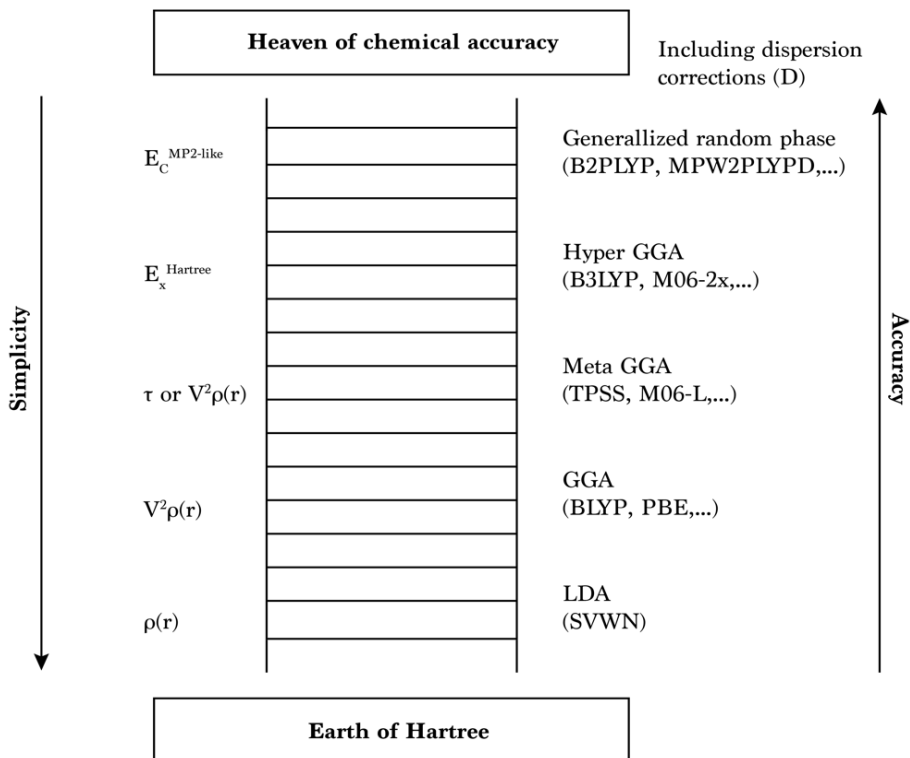 Heaven of chemical accuracy
Including dispersion
corrections (D)
E_C^MP2-like
Generallized random phase
(B2PLYP, MPW2PLYPD,...)
E_x^Hartree
Hyper GGA
(B3LYP, M06-2x,...)
Simplicity
Accuracy
τ or V²ρ(r)
Meta GGA
(TPSS, M06-L,...)
V²ρ(r)
GGA
(BLYP, PBE,...)
ρ(r)
LDA
(SVWN)
Earth of Hartree